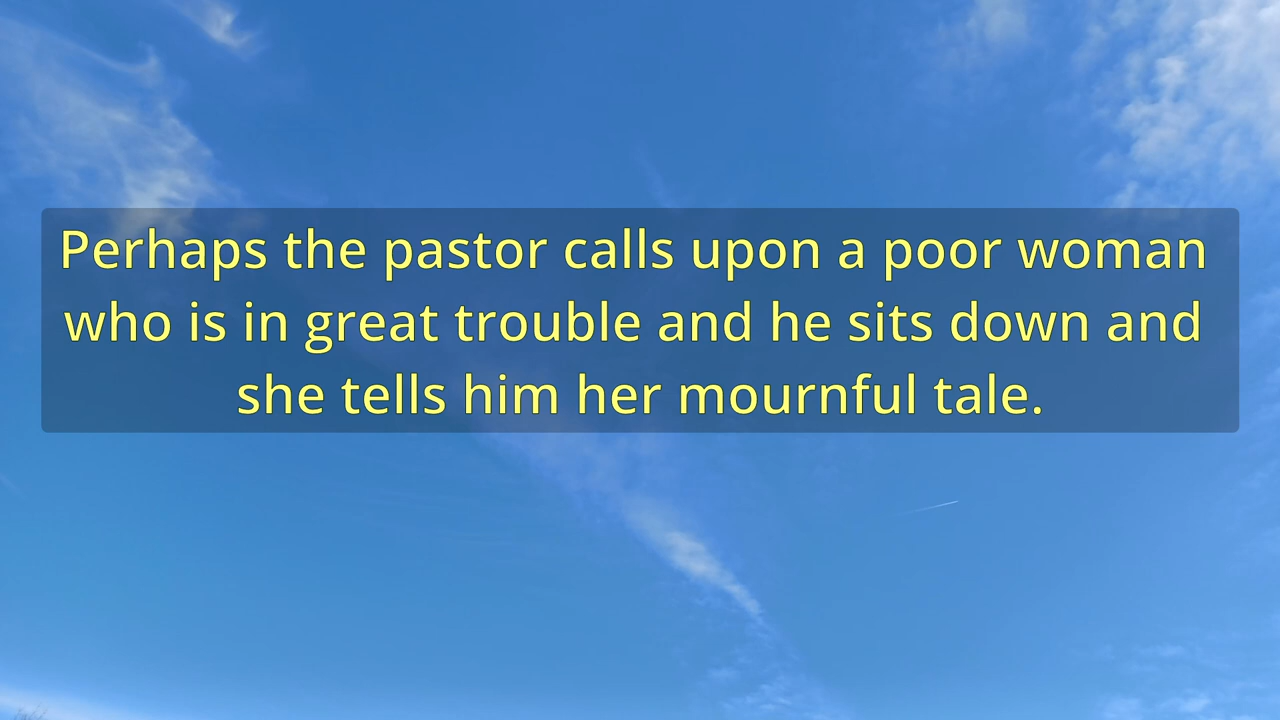 Perhaps the pastor calls upon a poor woman
who is in great trouble and he sits down and
she tells him her mournful tale.